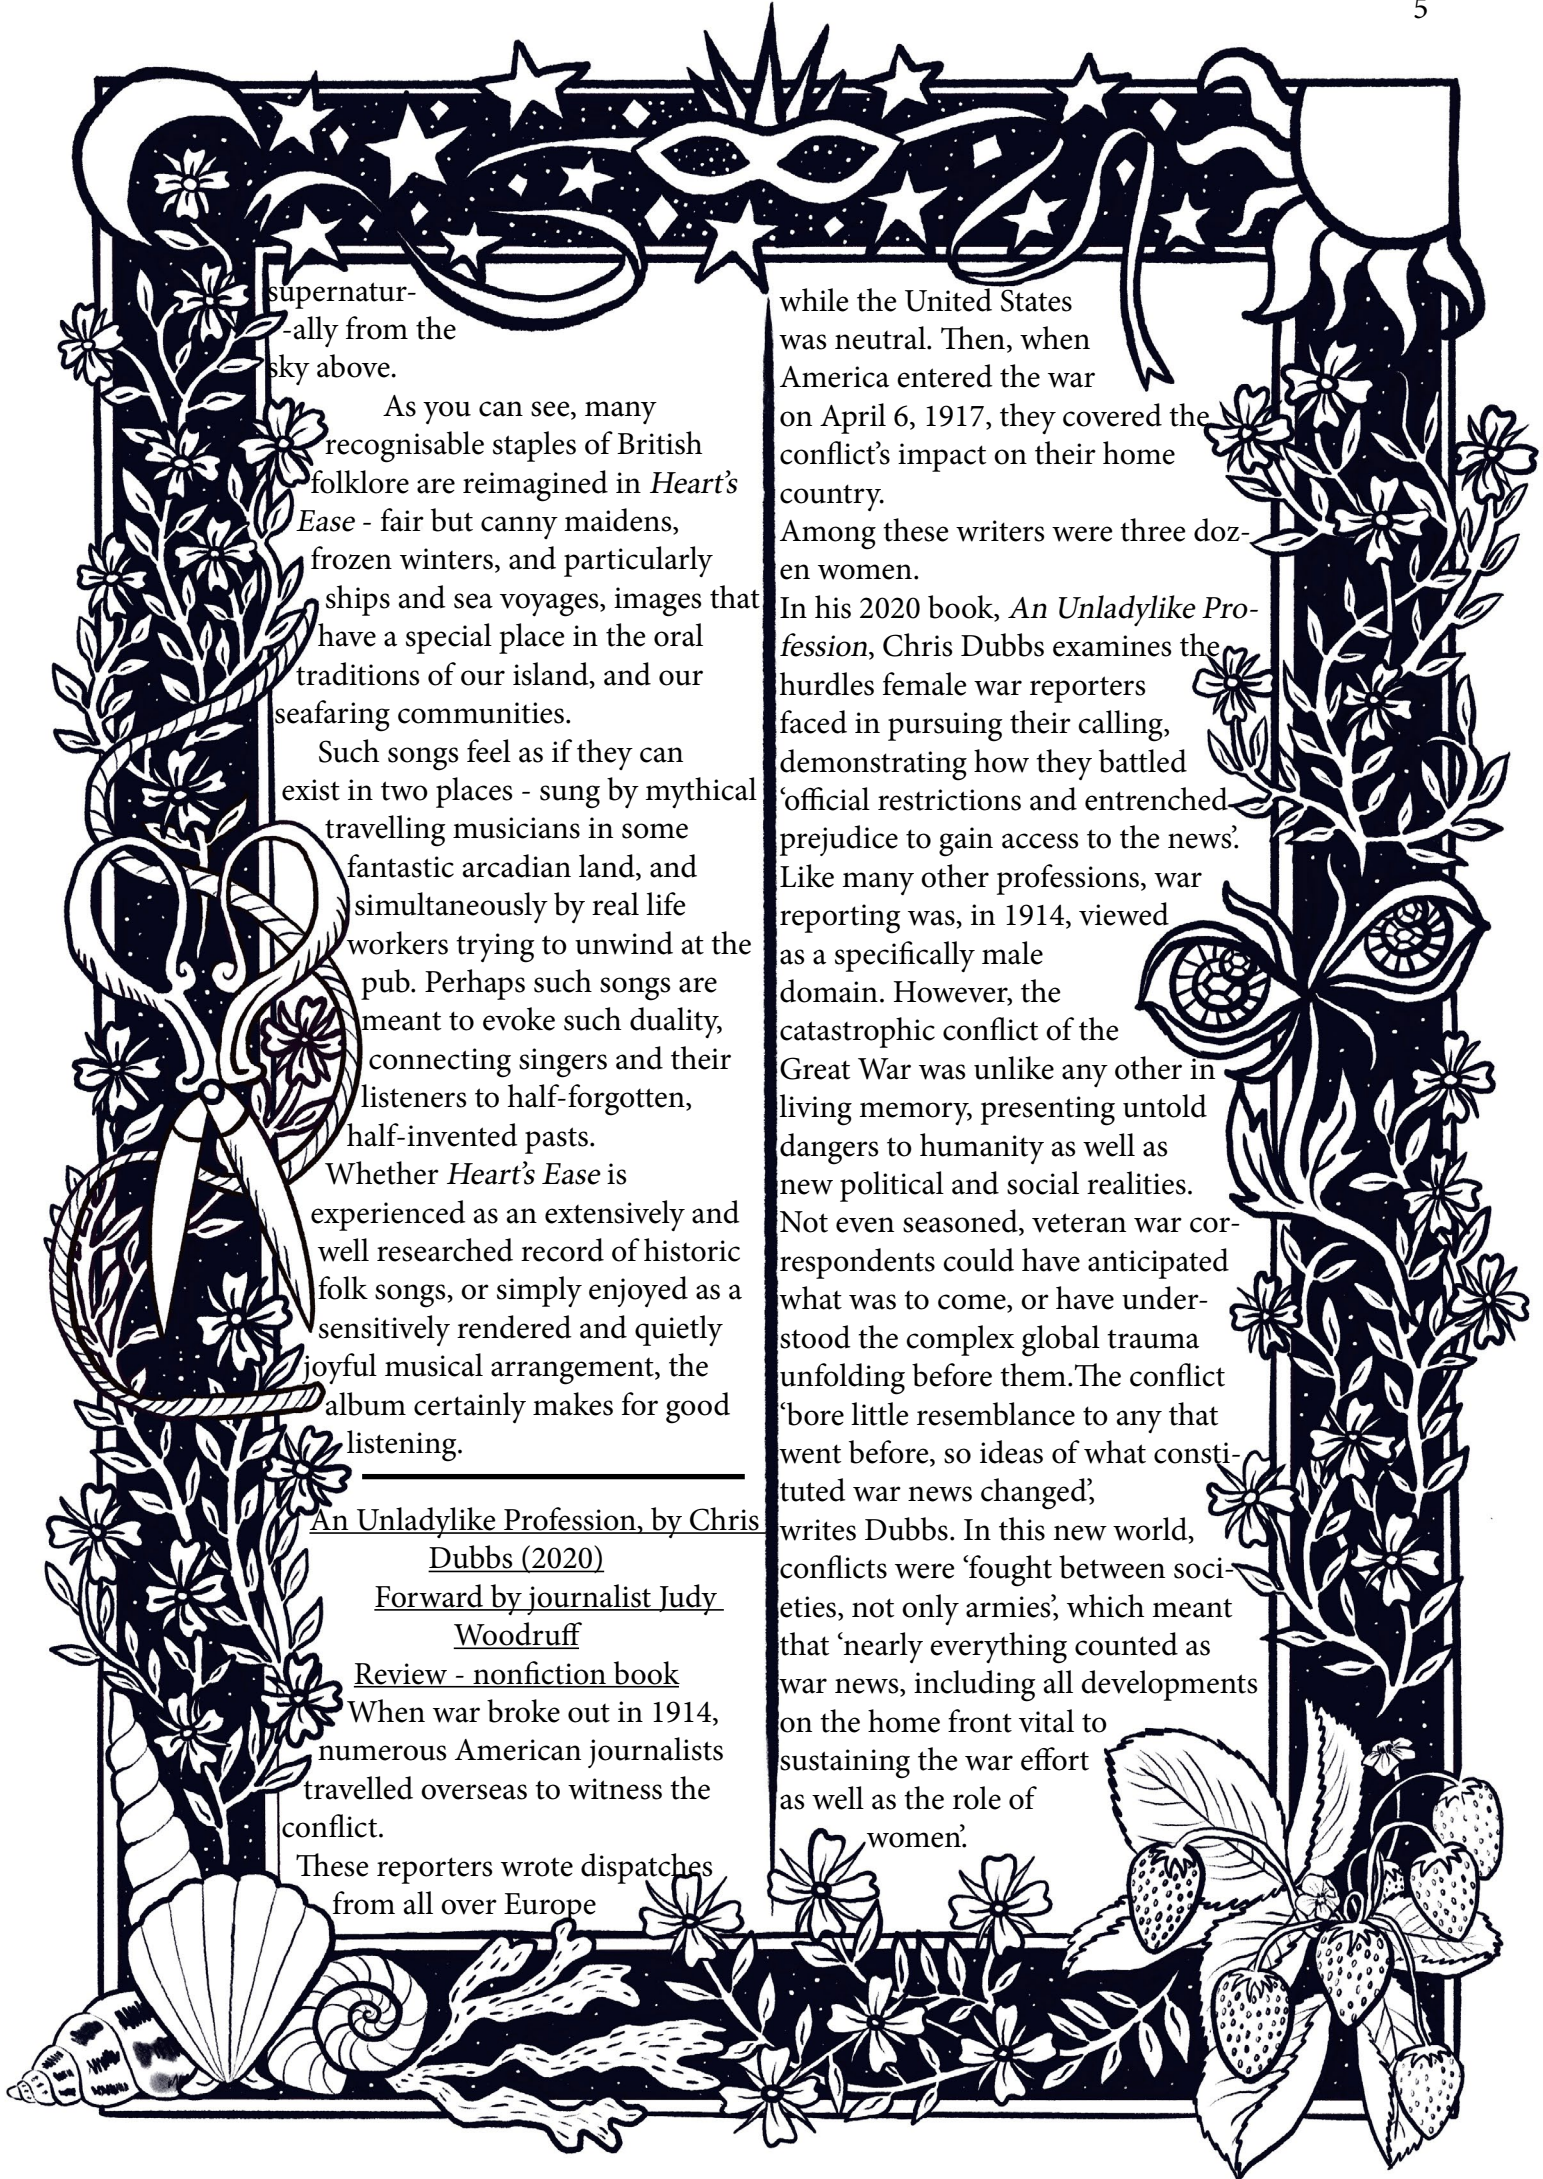 5
supernatur-
-ally from the
sky above.
As you can see, many
recognisable staples of British
folklore are reimagined in Heart's
Ease - fair but canny maidens,
frozen winters, and particularly
ships and sea voyages, images that
have a special place in the oral
traditions of our island, and our
seafaring communities.
Such songs feel as if they can
exist in two places - sung by mythical
travelling musicians in some
fantastic arcadian land, and
simultaneously by real life
workers trying to unwind at the
pub. Perhaps such songs are
meant to evoke such duality,
connecting singers and their
listeners to half-forgotten,
half-invented pasts.
Whether Heart's Ease is
experienced as an extensively and
well researched record of historic
folk songs, or simply enjoyed as a
sensitively rendered and quietly
joyful musical arrangement, the
album certainly makes for good
listening.
An Unladylike Profession, by Chris
Dubbs (2020)
Forward by journalist Judy
Woodruff
Review - nonfiction book
When war broke out in 1914,
numerous American journalists
travelled overseas to witness the
conflict.
These reporters wrote dispatches
from all over Europe
while the United States
was neutral. Then, when
America entered the war
on April 6, 1917, they covered the
conflict's impact on their home
country.
Among these writers were three doz-
en women.
In his 2020 book, An Unladylike Pro-
fession, Chris Dubbs examines the
hurdles female war reporters
faced in pursuing their calling,
demonstrating how they battled
'official restrictions and entrenched
prejudice to gain access to the news'.
Like many other professions, war
reporting was, in 1914, viewed
as a specifically male
domain. However, the
catastrophic conflict of the
Great War was unlike any other in
living memory, presenting untold
dangers to humanity as well as
new political and social realities.
Not even seasoned, veteran war cor-
respondents could have anticipated
what was to come, or have under-
stood the complex global trauma
unfolding before them.The conflict
'bore little resemblance to any that
went before, so ideas of what consti-
tuted war news changed',
writes Dubbs. In this new world,
conflicts were 'fought between soci-
eties, not only armies', which meant
that 'nearly everything counted as
war news, including all developments
on the home front vital to
sustaining the war effort
as well as the role of
women'.